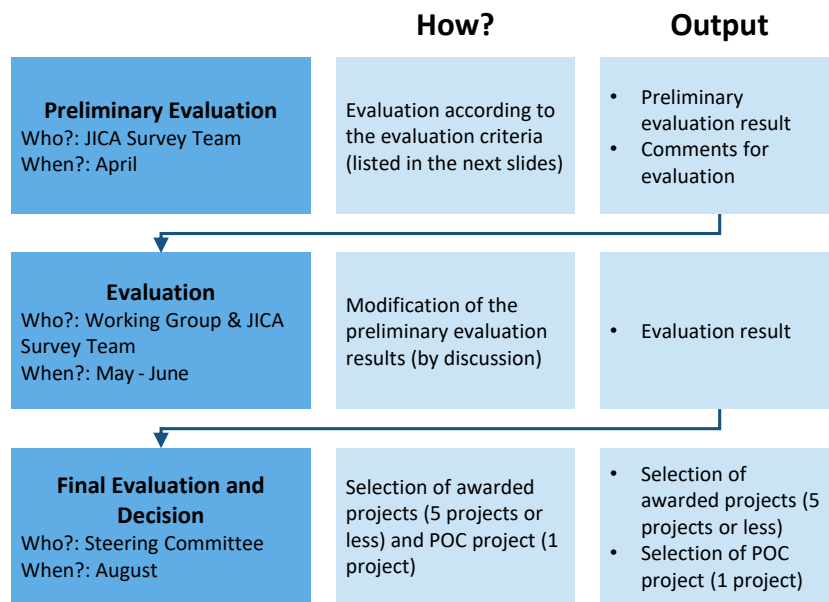 How?
Output
Preliminary Evaluation
Who?: JICA Survey Team
When?: April
Evaluation according to
the evaluation criteria
(listed in the next slides)
• Preliminary
evaluation result
• Comments for
evaluation
Evaluation
Who?: Working Group & JICA
Survey Team
When?: May - June
Modification of the
preliminary evaluation
results (by discussion)
• Evaluation result
Final Evaluation and
Decision
Who?: Steering Committee
When?: August
Selection of awarded
projects (5 projects or
less) and POC project (1
project)
• Selection of
awarded projects (5
projects or less)
• Selection of POC
project (1 project)